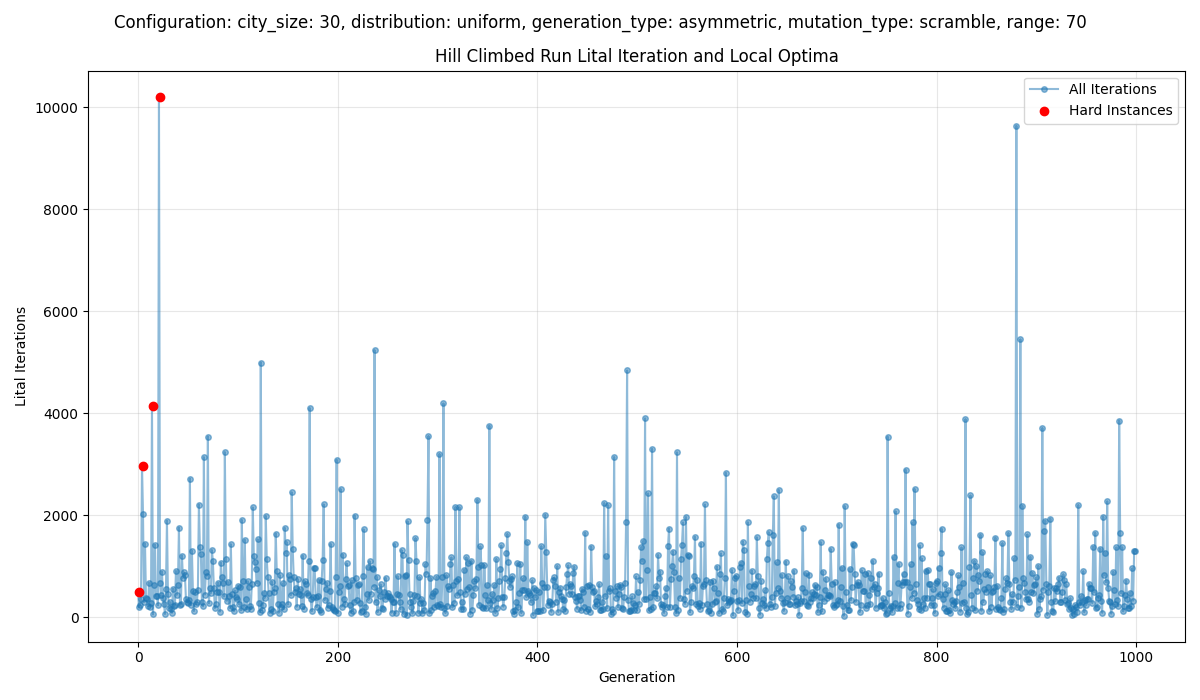 Configuration: city_size: 30, distribution: uniform, generation_type: asymmetric, mutation_type: scramble, range: 70
Hill Climbed Run Lital Iteration and Local Optima
All Iterations
Hard Instances
Lital Iterations
10000
8000
6000
4000
2000
0
0 200 400 600 800 1000
Generation